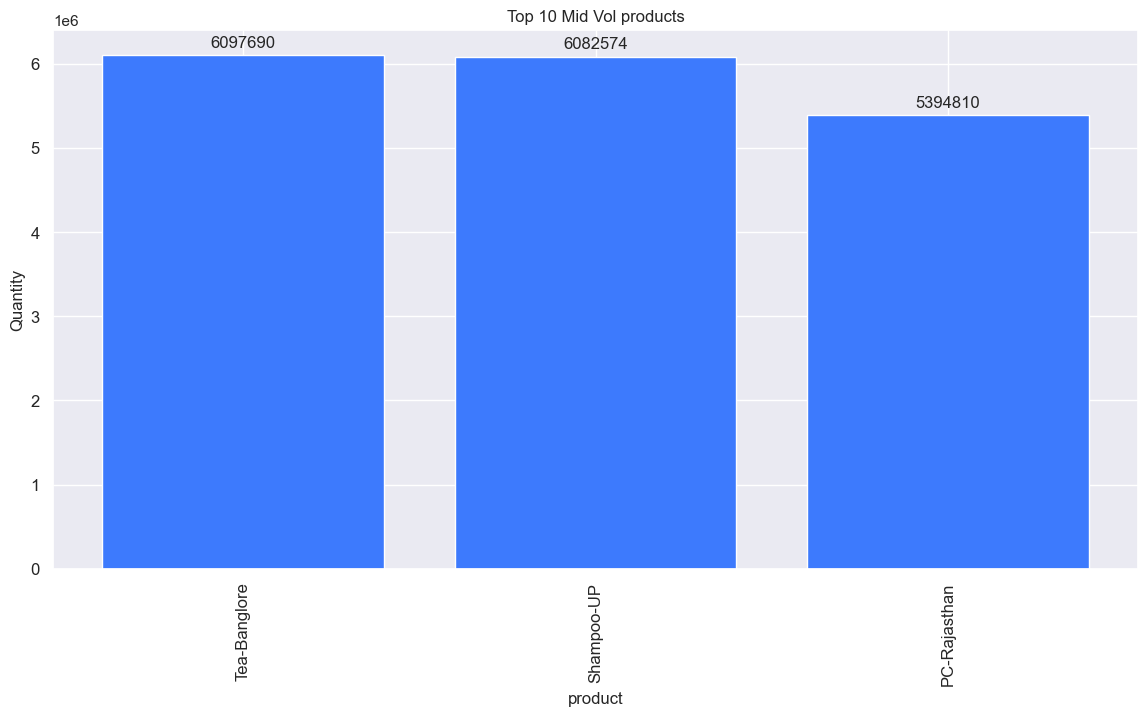 Top 10 Mid Vol products
1e6
6097690
6082574
5394810
6
5
4
3
2
1
0
Quantity
Tea-Banglore
Shampoo-UP
PC-Rajasthan
product